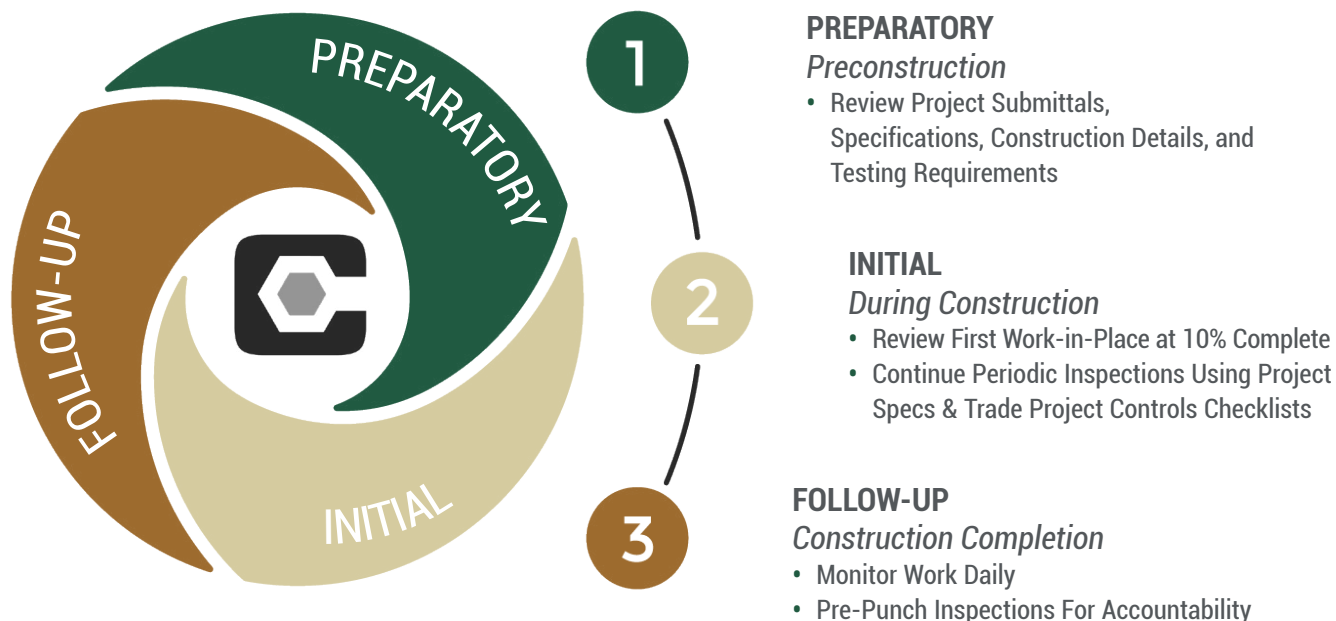 PREPARATORY
INITIAL
FOLLOW-UP
1
PREPARATORY
Preconstruction
• Review Project Submittals,
Specifications, Construction Details, and
Testing Requirements
2
INITIAL
During Construction
• Review First Work-in-Place at 10% Complete
• Continue Periodic Inspections Using Project
Specs & Trade Project Controls Checklists
3
FOLLOW-UP
Construction Completion
• Monitor Work Daily
• Pre-Punch Inspections For Accountability